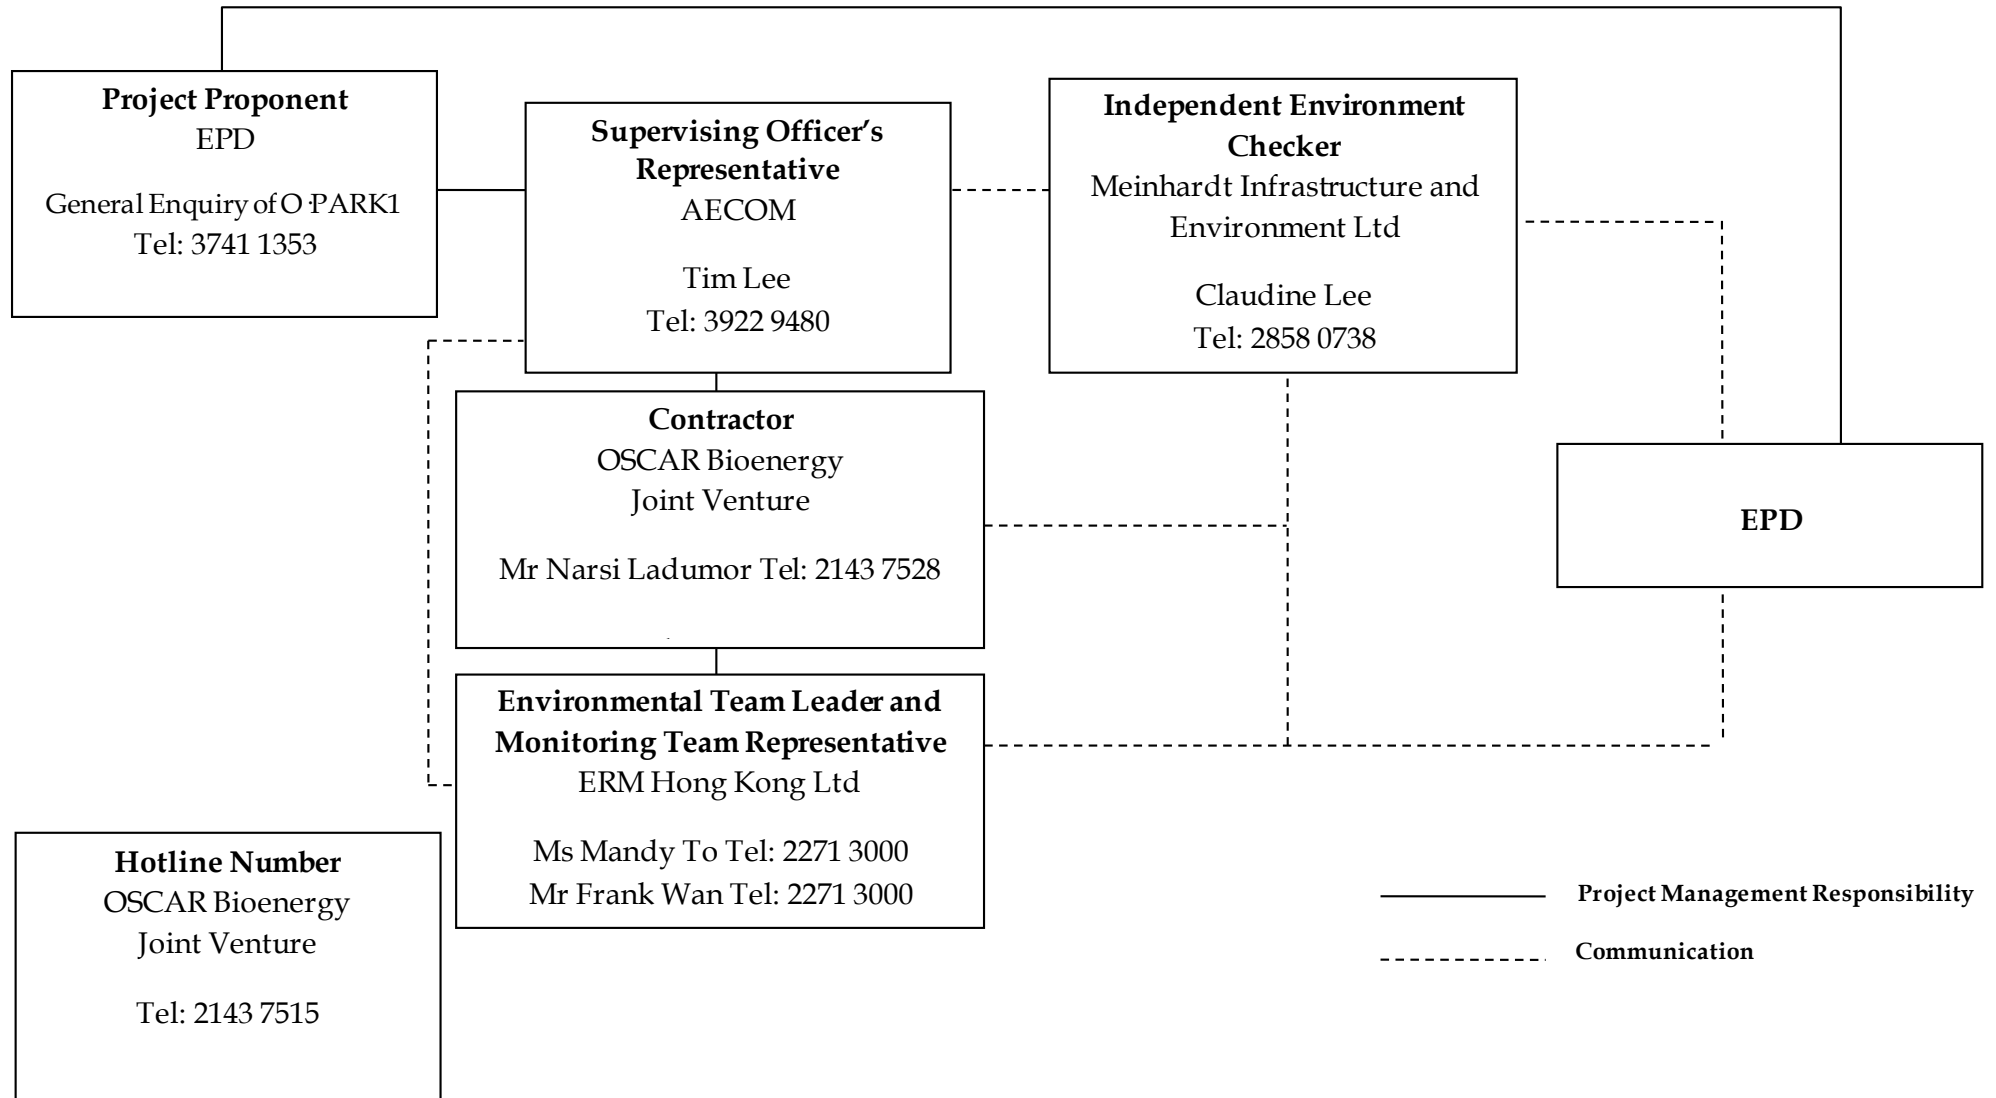 Project Proponent
EPD
General Enquiry of O·PARK1
Tel: 3741 1353
Supervising Officer's
Representative
AECOM
Tim Lee
Tel: 3922 9480
Independent Environment
Checker
Meinhardt Infrastructure and
Environment Ltd
Claudine Lee
Tel: 2858 0738
Contractor
OSCAR Bioenergy
Joint Venture
Mr Narsi Ladumor Tel: 2143 7528
EPD
Environmental Team Leader and
Monitoring Team Representative
ERM Hong Kong Ltd
Ms Mandy To Tel: 2271 3000
Mr Frank Wan Tel: 2271 3000
Hotline Number
OSCAR Bioenergy
Joint Venture
Tel: 2143 7515
Project Management Responsibility
Communication